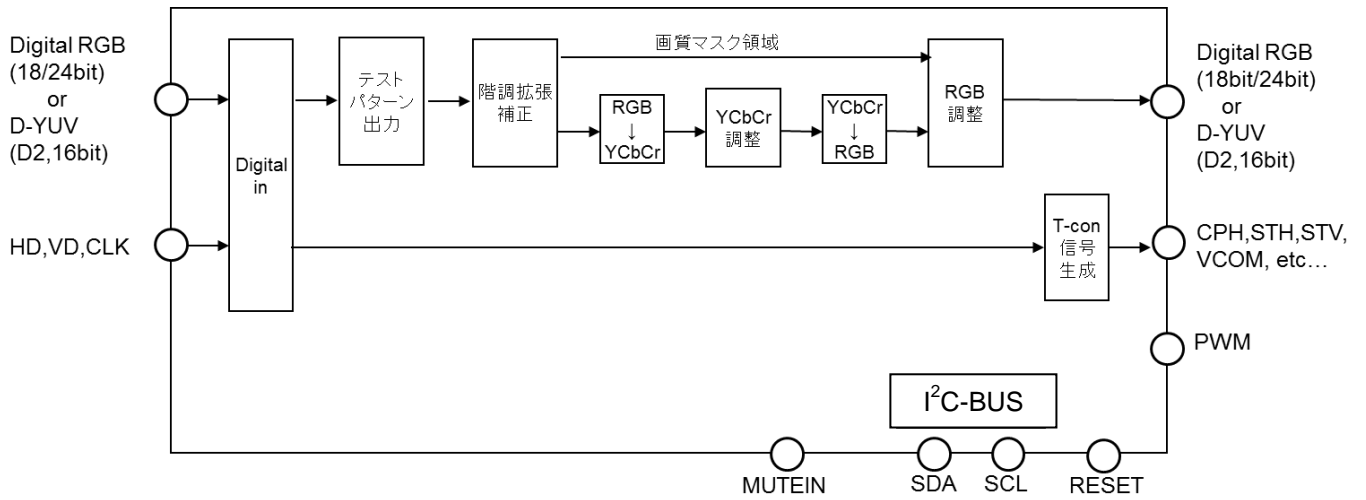 Digital RGB
(18/24bit)
or
D-YUV
(D2,16bit)
HD,VD,CLK
Digital
in
テスト
パターン
出力
階調拡張
補正
画質マスク領域
RGB
↓
YCbCr
YCbCr
調整
YCbCr
↓
RGB
RGB
調整
T-con
信号
生成
Digital RGB
(18bit/24bit)
or
D-YUV
(D2,16bit)
CPH,STH,STV,
VCOM, etc…
PWM
I²C-BUS
MUTEIN
SDA
SCL
RESET